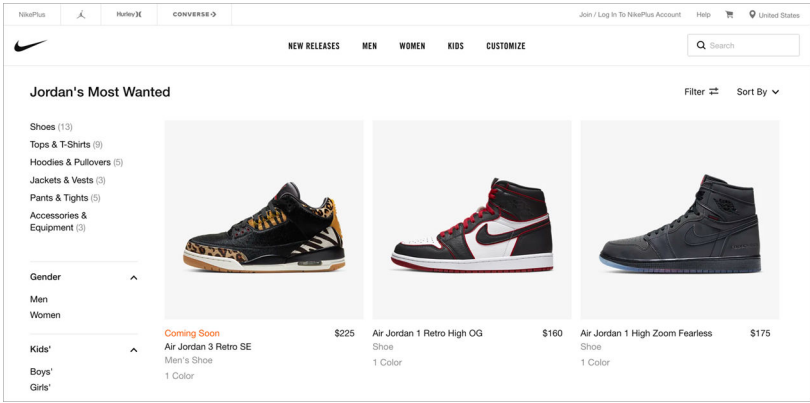 NikePlus
Hurley)(
CONVERSE
Join / Log In To NikePlus Account
Help
United States
NEW RELEASES MEN WOMEN KIDS CUSTOMIZE
Search
Jordan's Most Wanted
Filter
Sort By
Shoes (13)
Tops & T-Shirts (9)
Hoodies & Pullovers (5)
Jackets & Vests (3)
Pants & Tights (5)
Accessories &
Equipment (3)
Gender
Men
Women
Kids'
Boys'
Girls'
Coming Soon $225
Air Jordan 3 Retro SE
Men's Shoe
1 Color
Air Jordan 1 Retro High OG $160
Shoe
1 Color
Air Jordan 1 High Zoom Fearless $175
Shoe
1 Color